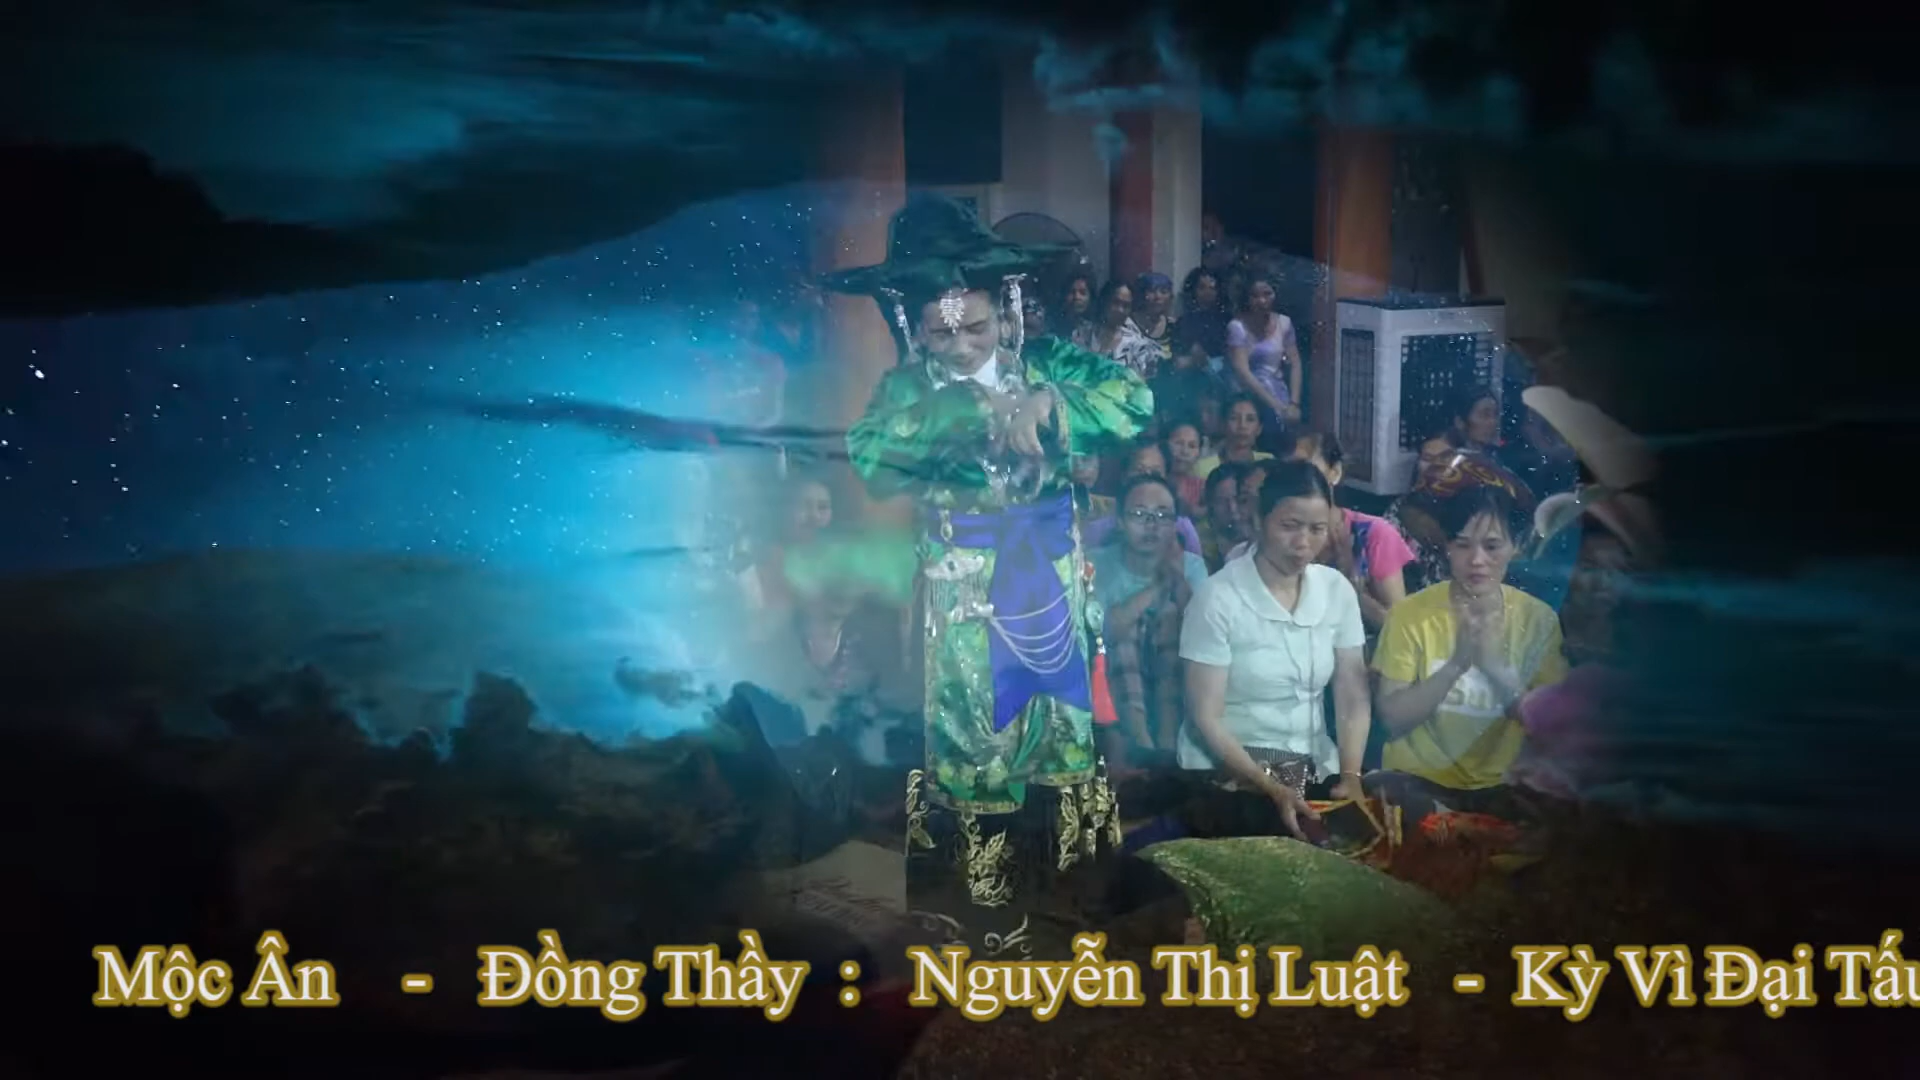 Mộc Ân - Đồng Thầy : Nguyễn Thị Luật - Kỳ Vì Đại Tấu